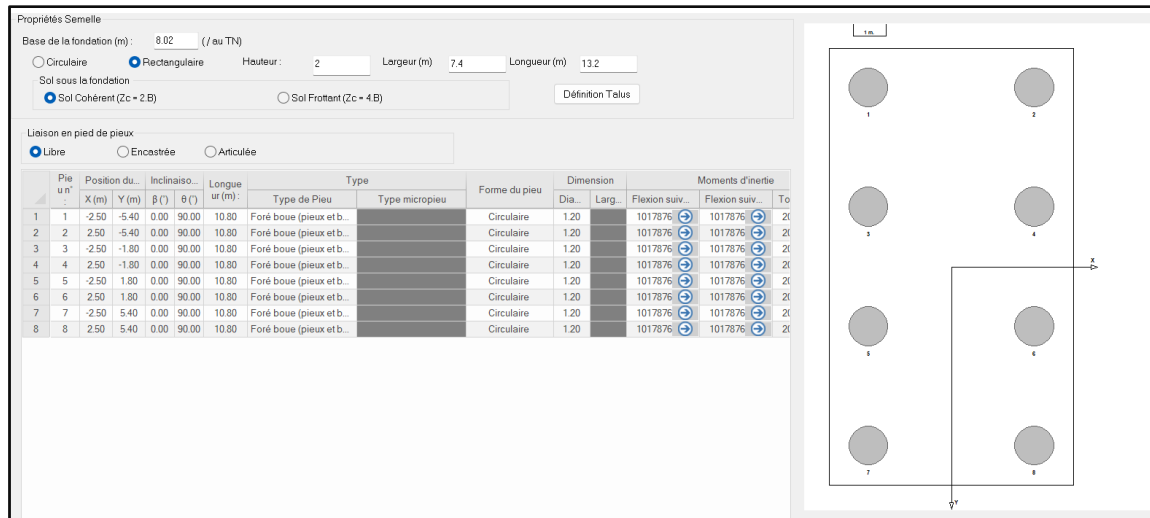 Propriétés Semelle
Base de la fondation (m) : 8.02 ( / au TN)
Circulaire Rectangulaire Hauteur : 2 Largeur (m) 7.4 Longueur (m) 13.2
Sol sous la fondation
Sol Cohérent (Zc = 2.B) Sol Frottant (Zc = 4.B) Définition Talus
Liaison en pied de pieux
Libre Encastrée Articulée
Pieu n° : Position du... Inclinaiso... Longueur (m) : Type Forme du pieu Dimension Moments d'inertie
X (m) Y (m) β (°) θ (°) Type de Pieu Type micropieu Dia... Larg... Flexion suiv... Flexion suiv... To
1 1 -2.50 -5.40 0.00 90.00 10.80 Foré boue (pieux et b... Circulaire 1.20 1017876 1017876 20
2 2 2.50 -5.40 0.00 90.00 10.80 Foré boue (pieux et b... Circulaire 1.20 1017876 1017876 20
3 3 -2.50 -1.80 0.00 90.00 10.80 Foré boue (pieux et b... Circulaire 1.20 1017876 1017876 20
4 4 2.50 -1.80 0.00 90.00 10.80 Foré boue (pieux et b... Circulaire 1.20 1017876 1017876 20
5 5 -2.50 1.80 0.00 90.00 10.80 Foré boue (pieux et b... Circulaire 1.20 1017876 1017876 20
6 6 2.50 1.80 0.00 90.00 10.80 Foré boue (pieux et b... Circulaire 1.20 1017876 1017876 20
7 7 -2.50 5.40 0.00 90.00 10.80 Foré boue (pieux et b... Circulaire 1.20 1017876 1017876 20
8 8 2.50 5.40 0.00 90.00 10.80 Foré boue (pieux et b... Circulaire 1.20 1017876 1017876 20
1 m.
1 2
3 4
X
5 6
7 8
Y